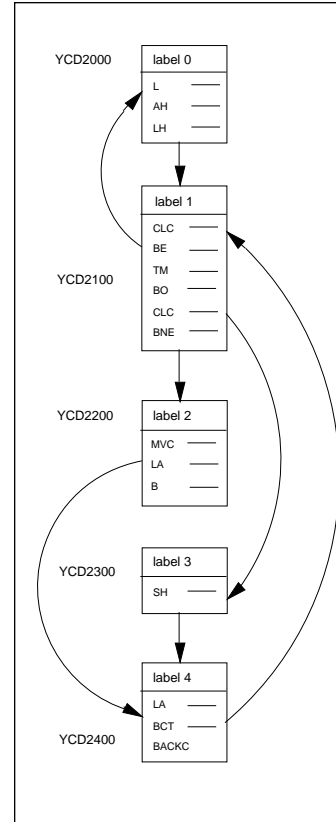 YCD2000
label 0
L
AH
LH
label 1
CLC
BE
TM
YCD2100
BO
CLC
BNE
YCD2200
label 2
MVC
LA
B
label 3
YCD2300
SH
label 4
LA
BCT
YCD2400
BACKC